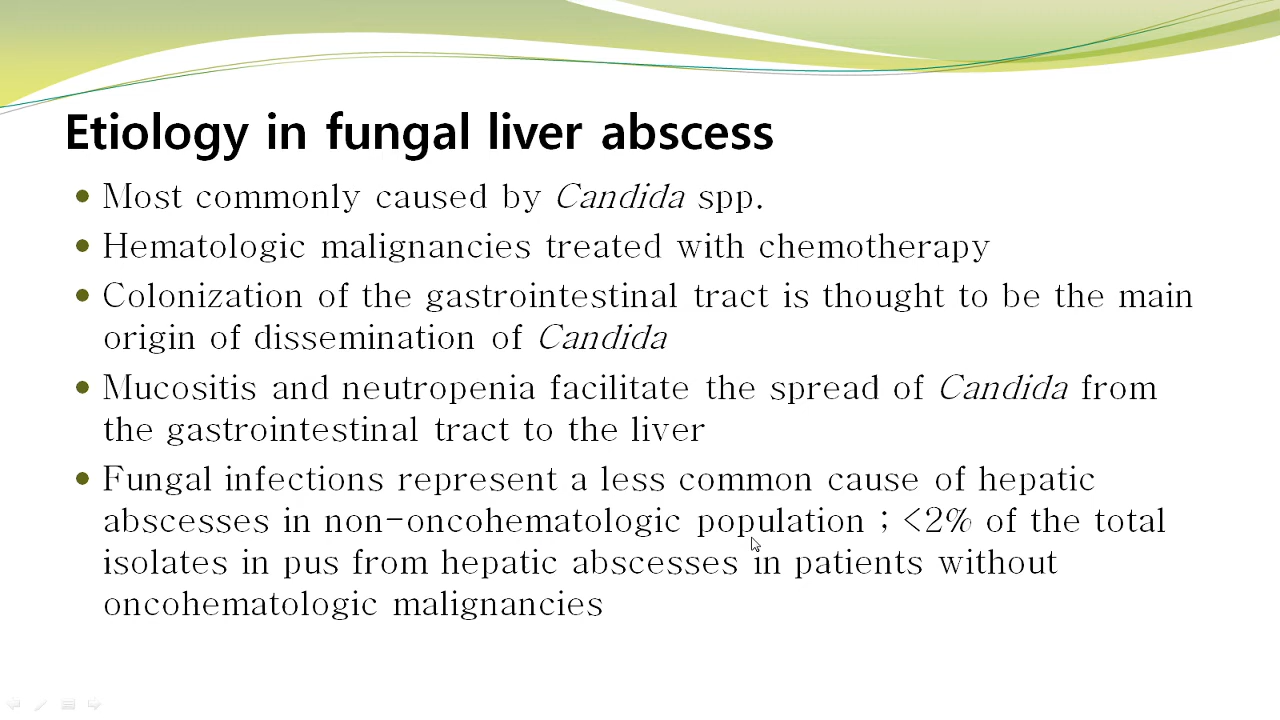 Etiology in fungal liver abscess
• Most commonly caused by Candida spp.
• Hematologic malignancies treated with chemotherapy
• Colonization of the gastrointestinal tract is thought to be the main
origin of dissemination of Candida
• Mucositis and neutropenia facilitate the spread of Candida from
the gastrointestinal tract to the liver
• Fungal infections represent a less common cause of hepatic
abscesses in non-oncohematologic population ; <2% of the total
isolates in pus from hepatic abscesses in patients without
oncohematologic malignancies